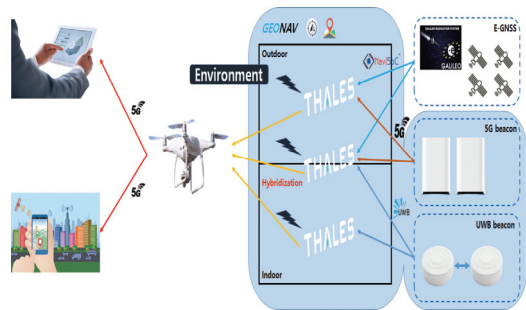 GEONAV
E-GNSS
Outdoor
NaviSoC
GALILEO
Environment
THALES
5G
5G
5G beacon
THALES
Hybridization
5G
UWB
UWB beacon
THALES
Indoor